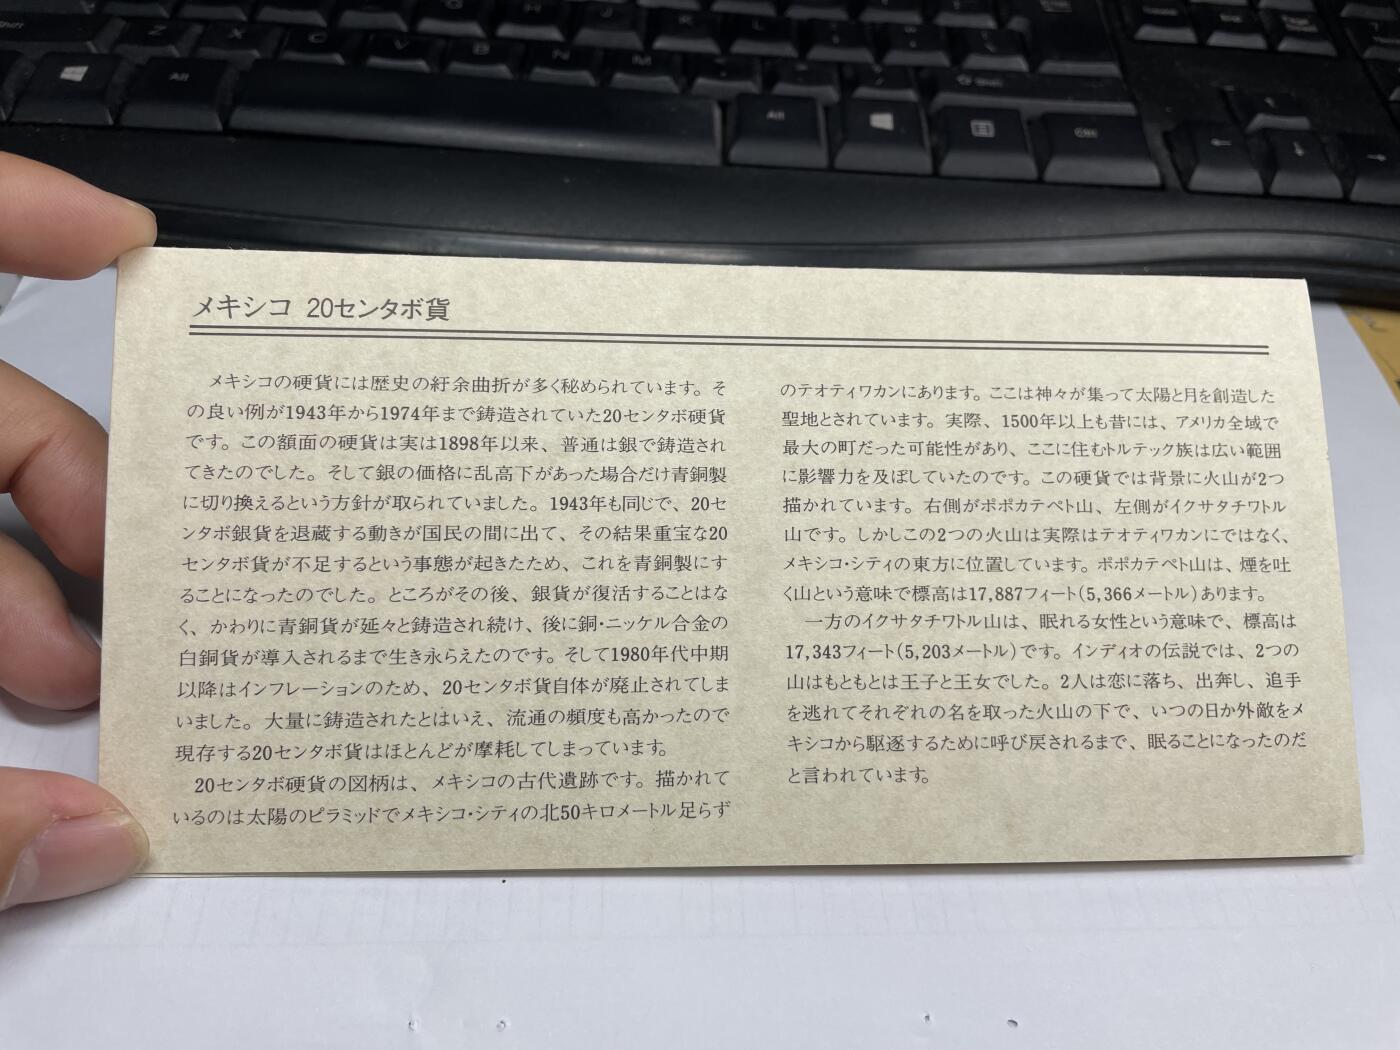 メキシコ 20センタボ貨
メキシコの硬貨には歴史の紆余曲折が多く秘められています。そ
の良い例が1943年から1974年まで鋳造されていた20センタボ硬貨
です。この額面の硬貨は実は1898年以来、普通は銀で鋳造され
てきたのでした。そして銀の価格に乱高下があった場合だけ青銅製
に切り換えるという方針が取られていました。1943年も同じで、20セ
ンタボ銀貨を退蔵する動きが国民の間に出て、その結果重宝な20
センタボ貨が不足するという事態が起きたため、これを青銅製にす
ることになったのでした。ところがその後、銀貨が復活することはな
く、かわりに青銅貨が延々と鋳造され続け、後に銅・ニッケル合金の
白銅貨が導入されるまで生き永らえたのです。そして1980年代中期
以降はインフレーションのため、20センタボ貨自体が廃止されてしま
いました。大量に鋳造されたとはいえ、流通の頻度も高かったので
現存する20センタボ貨はほとんどが摩耗してしまっています。
20センタボ硬貨の図柄は、メキシコの古代遺跡です。描かれて
いるのは太陽のピラミッドでメキシコ・シティの北50キロメートル足らず
のテオティワカンにあります。ここは神々が集って太陽と月を創造した
聖地とされています。実際、1500年以上も昔には、アメリカ全域で
最大の町だった可能性があり、ここに住むトルテック族は広い範囲
に影響力を及ぼしていたのです。この硬貨では背景に火山が2つ
描かれています。右側がポポカテペト山、左側がイクサタチワトル
山です。しかしこの2つの火山は実際はテオティワカンにではなく、
メキシコ・シティの東方に位置しています。ポポカテペト山は、煙を吐
く山という意味で標高は17,887フィート(5,366メートル)あります。
一方のイクサタチワトル山は、眠れる女性という意味で、標高は
17,343フィート(5,203メートル)です。インディオの伝説では、2つの
山はもともとは王子と王女でした。2人は恋に落ち、出奔し、追手
を逃れてそれぞれの名を取った火山の下で、いつの日か外敵をメ
キシコから駆逐するために呼び戻されるまで、眠ることになったのだ
と言われています。